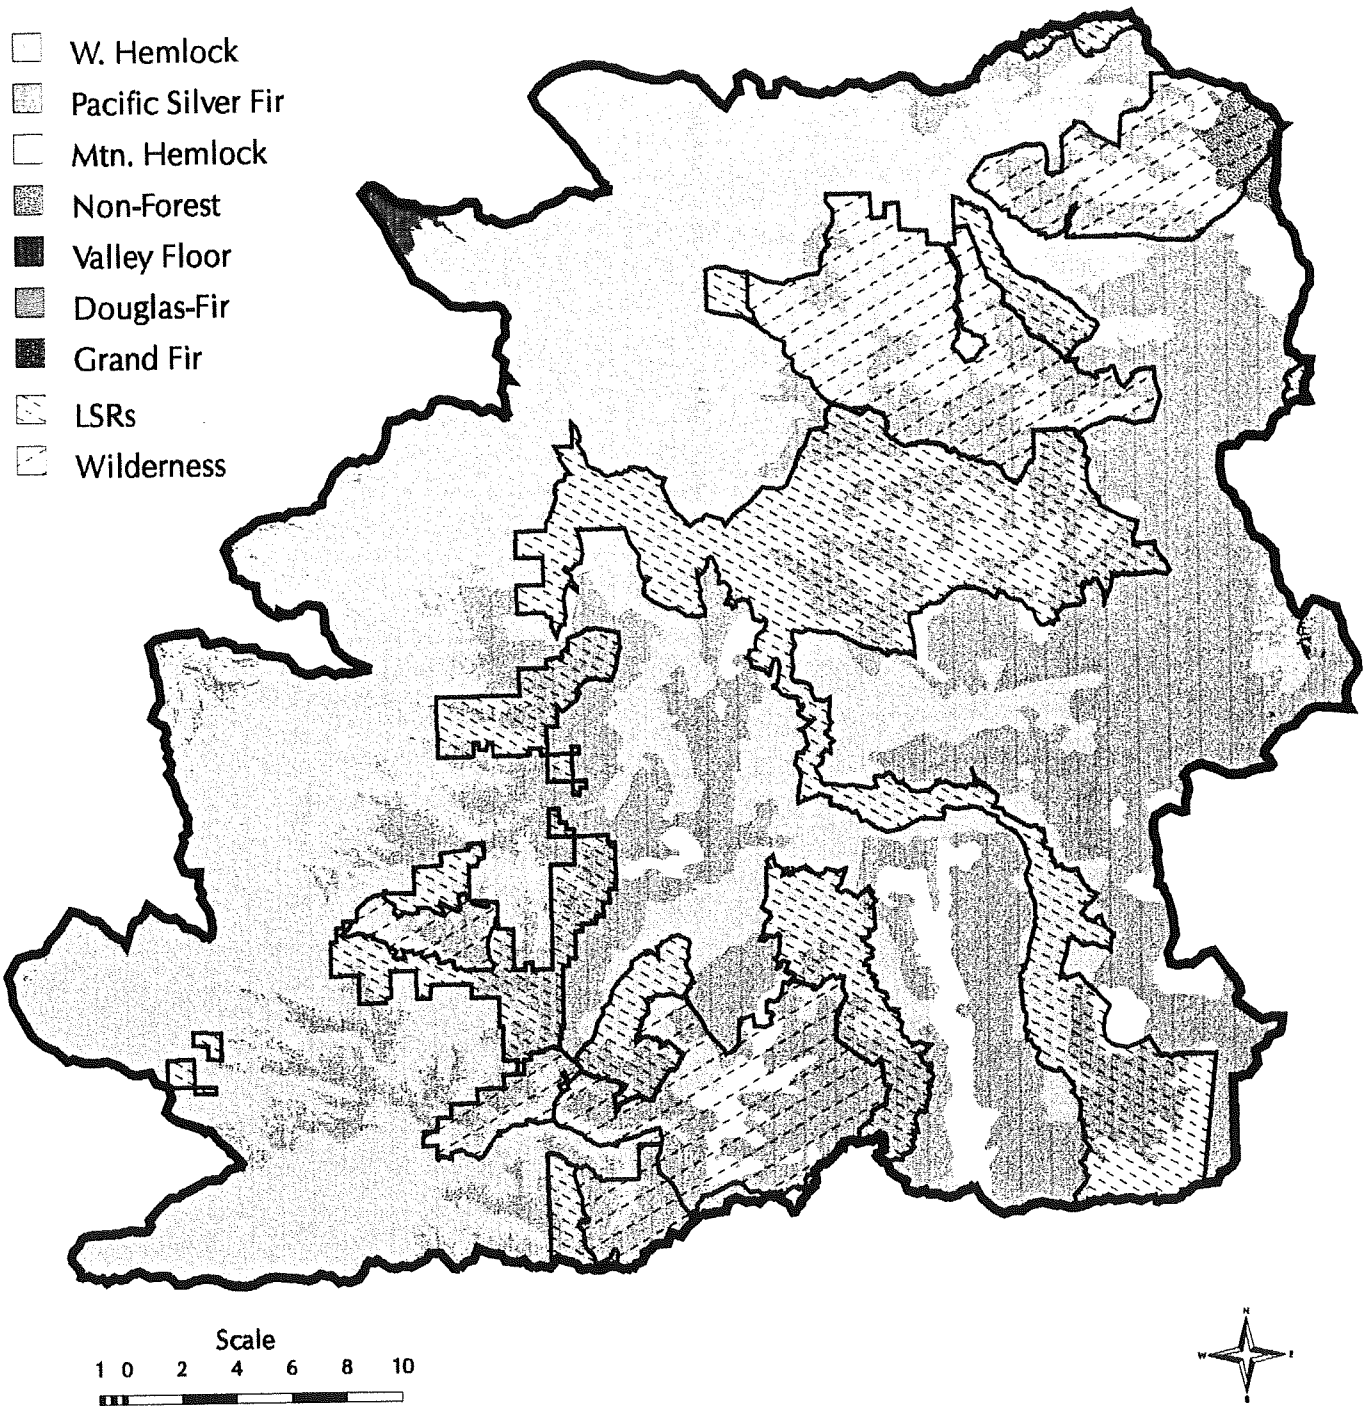 W. Hemlock
Pacific Silver Fir
Mtn. Hemlock
Non-Forest
Valley Floor
Douglas-Fir
Grand Fir
LSRs
Wilderness
Scale
1 0 2 4 6 8 10
N
W